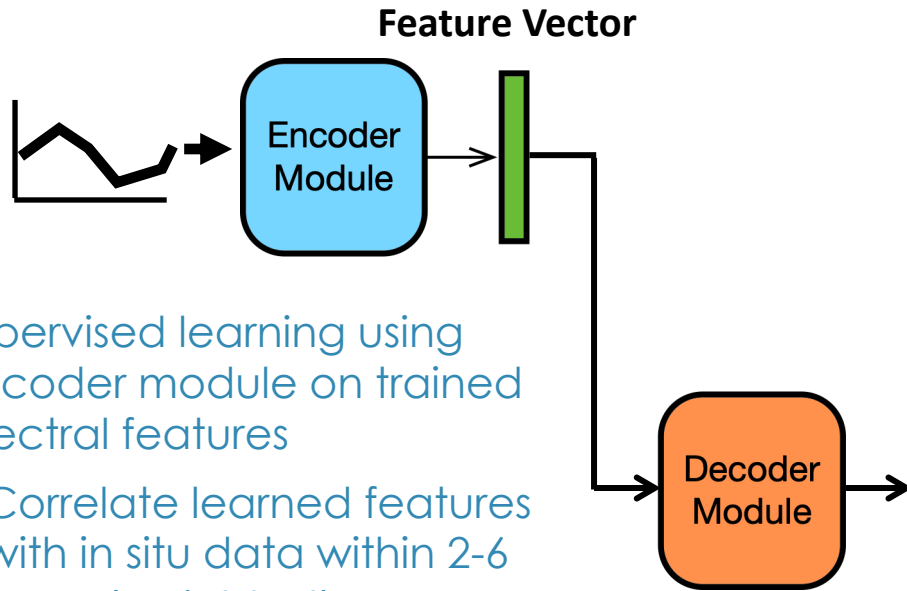 Feature Vector
Encoder
Module
pervised learning using
coder module on trained
ectral features
Correlate learned features
with in situ data within 2-6
Decoder
Module